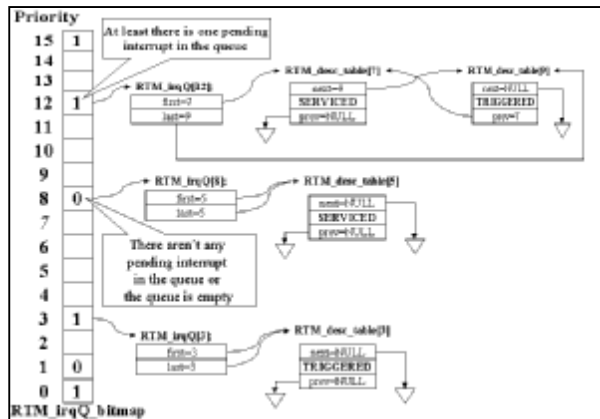 Priority
At least there is one pending
interrupt in the queue
15 1
14
13
12 1
11
10
9
8 0
7
6
5
4
3 1
2
1 0
0 1
RTM_irqQ_bitmap
RTM_irqQ[12];
first=7
last=9
RTM_desc_table[7]
next=9
SERVICED
prev=NULL
RTM_desc_table[9]
next=NULL
TRIGGERED
prev=7
RTM_irqQ[8];
first=5
last=5
RTM_desc_table[5]
next=NULL
SERVICED
prev=NULL
There aren't any
pending interrupt
in the queue or
the queue is empty
RTM_irqQ[3];
first=3
last=3
RTM_desc_table[3]
next=NULL
TRIGGERED
prev=NULL